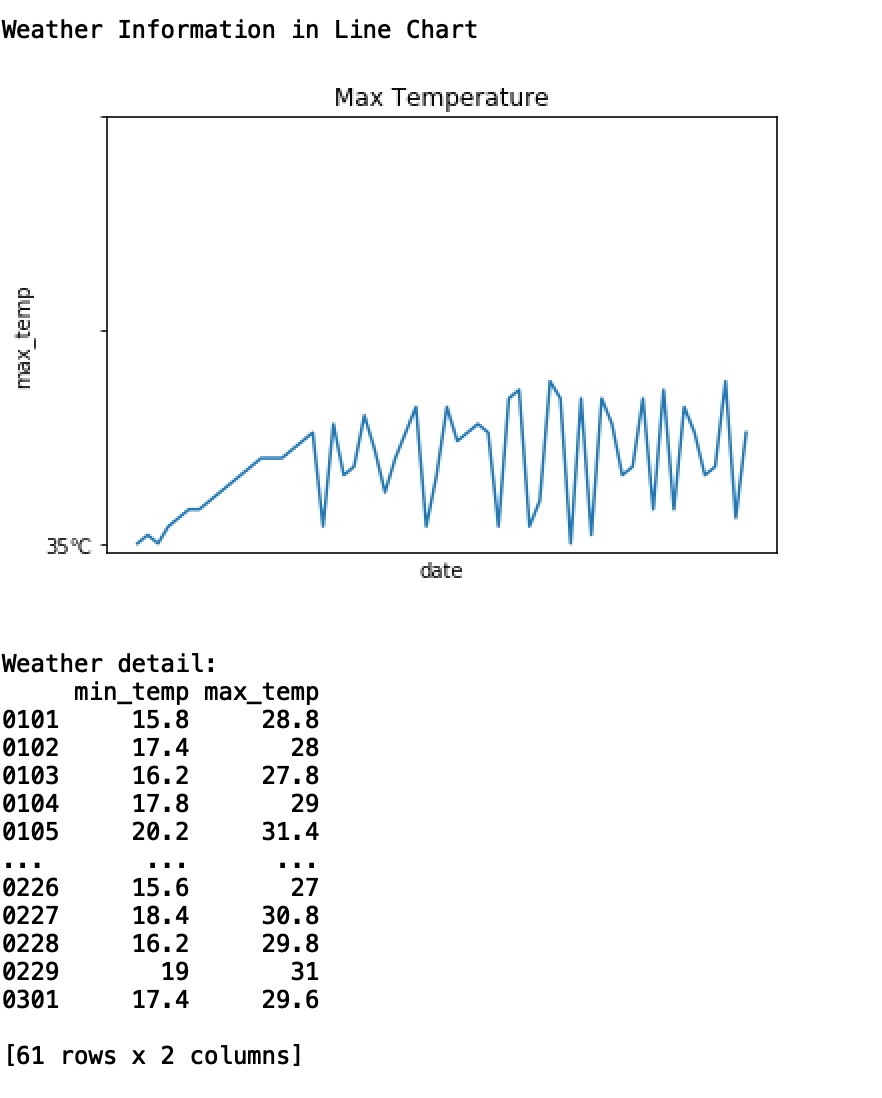 Weather Information in Line Chart
Max Temperature
max_temp
35℃
date
Weather detail:
min_temp max_temp
0101 15.8 28.8
0102 17.4 28
0103 16.2 27.8
0104 17.8 29
0105 20.2 31.4
... ... ...
0226 15.6 27
0227 18.4 30.8
0228 16.2 29.8
0229 19 31
0301 17.4 29.6
[61 rows x 2 columns]